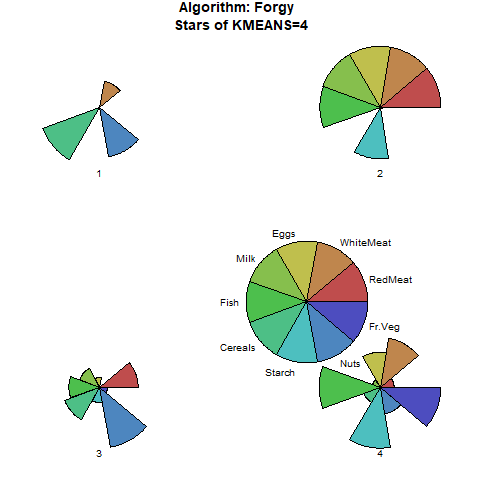 Algorithm: Forgy
Stars of KMEANS=4
1
2
Eggs
WhiteMeat
Milk
RedMeat
Fish
Fr.Veg
Cereals
Nuts
Starch
3
4